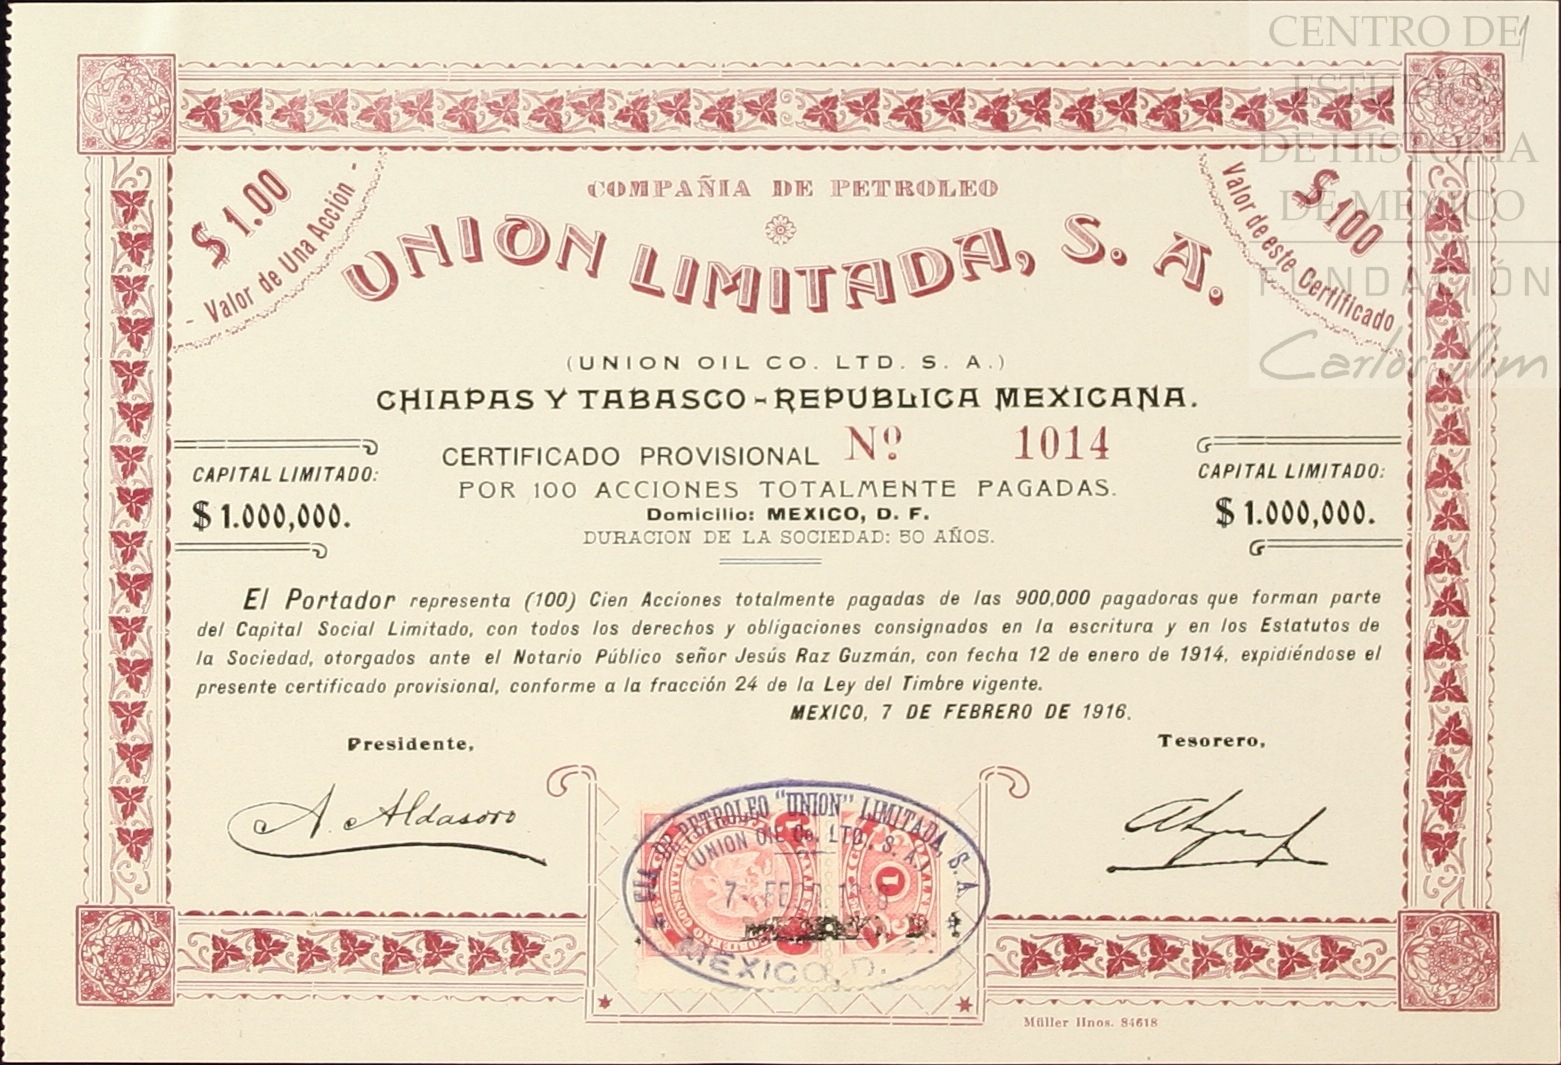 CENTRO DE
ESTUDIOS
DE HISTORIA
DE MEXICO
FUNDACIÓN
Carlos Slim
$ 1.00
- Valor de Una Acción -
$ 100
Valor de este Certificado
COMPAÑIA DE PETROLEO
UNION LIMITADA, S. A.
(UNION OIL CO. LTD. S. A.)
CHIAPAS Y TABASCO - REPUBLICA MEXICANA.
CERTIFICADO PROVISIONAL Nº 1014
POR 100 ACCIONES TOTALMENTE PAGADAS.
Domicilio: MEXICO, D. F.
DURACION DE LA SOCIEDAD: 50 AÑOS.
CAPITAL LIMITADO:
$ 1.000,000.
CAPITAL LIMITADO:
$ 1.000,000.
El Portador representa (100) Cien Acciones totalmente pagadas de las 900,000 pagadoras que forman parte
del Capital Social Limitado, con todos los derechos y obligaciones consignados en la escritura y en los Estatutos de
la Sociedad, otorgados ante el Notario Público señor Jesús Raz Guzmán, con fecha 12 de enero de 1914, expidiéndose el
presente certificado provisional, conforme a la fracción 24 de la Ley del Timbre vigente.
MEXICO, 7 DE FEBRERO DE 1916.
Presidente,
Tesorero,
A. Aldasoro
CIA. DE PETROLEO "UNION" LIMITADA, S. A.
(UNION OIL Co. LTD. S. A.)
7 - FEB
MEXICO, D.
1
Müller Hnos. 84618